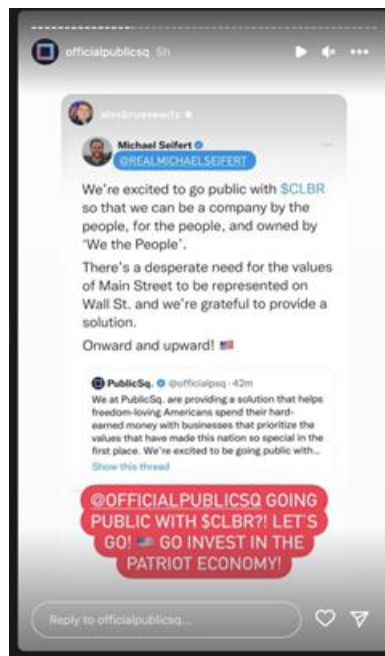 officialpublicsq 5h
alexbruesewitz
Michael Seifert
@REALMICHAELSEIFERT
We're excited to go public with $CLBR
so that we can be a company by the
people, for the people, and owned by
'We the People'.
There's a desperate need for the values
of Main Street to be represented on
Wall St. and we're grateful to provide a
solution.
Onward and upward! 🇺🇸
PublicSq. @officialpsq · 42m
We at PublicSq. are providing a solution that helps
freedom-loving Americans spend their hard-
earned money with businesses that prioritize the
values that have made this nation so special in the
first place. We're excited to be going public with...
Show this thread
@OFFICIALPUBLICSQ GOING
PUBLIC WITH $CLBR?! LET'S
GO! 🇺🇸 GO INVEST IN THE
PATRIOT ECONOMY!
Reply to officialpublicsq...